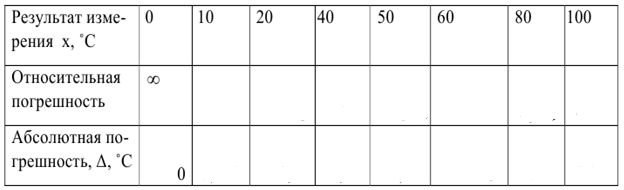 Результат изме- 0 10 20 40 50 60 80 100
рения х, ˚С
Относительная ∞
погрешность
Абсолютная по-
грешность, Δ, ˚С 0